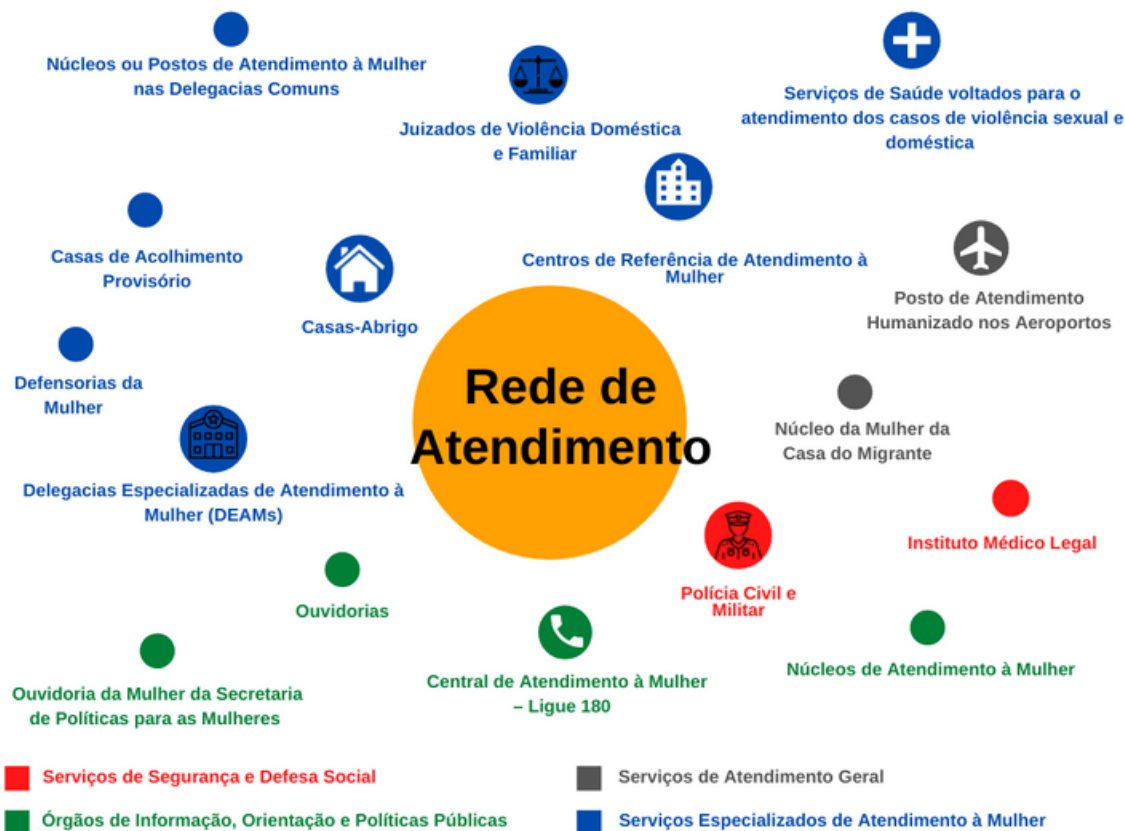 Núcleos ou Postos de Atendimento à Mulher
nas Delegacias Comuns
Juizados de Violência Doméstica
e Familiar
Serviços de Saúde voltados para o
atendimento dos casos de violência sexual e
doméstica
Casas de Acolhimento
Provisório
Casas-Abrigo
Centros de Referência de Atendimento à
Mulher
Posto de Atendimento
Humanizado nos Aeroportos
Defensorias da
Mulher
Rede de
Atendimento
Núcleo da Mulher da
Casa do Migrante
Delegacias Especializadas de Atendimento à
Mulher (DEAMs)
Instituto Médico Legal
Polícia Civil e
Militar
Ouvidorias
Núcleos de Atendimento à Mulher
Ouvidoria da Mulher da Secretaria
de Políticas para as Mulheres
Central de Atendimento à Mulher
– Ligue 180
Serviços de Segurança e Defesa Social
Serviços de Atendimento Geral
Órgãos de Informação, Orientação e Políticas Públicas
Serviços Especializados de Atendimento à Mulher